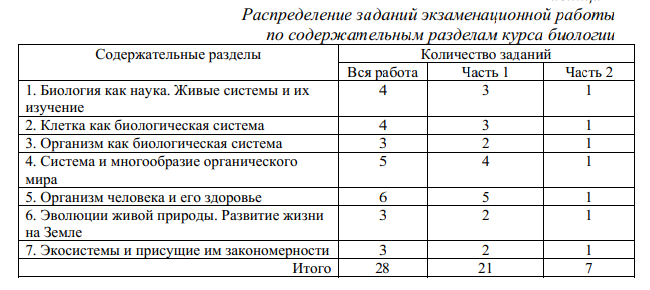 Распределение заданий экзаменационной работы
по содержательным разделам курса биологии
Содержательные разделы Количество заданий
Вся работа Часть 1 Часть 2
1. Биология как наука. Живые системы и их изучение 4 3 1
2. Клетка как биологическая система 4 3 1
3. Организм как биологическая система 3 2 1
4. Система и многообразие органического мира 5 4 1
5. Организм человека и его здоровье 6 5 1
6. Эволюции живой природы. Развитие жизни на Земле 3 2 1
7. Экосистемы и присущие им закономерности 3 2 1
Итого 28 21 7